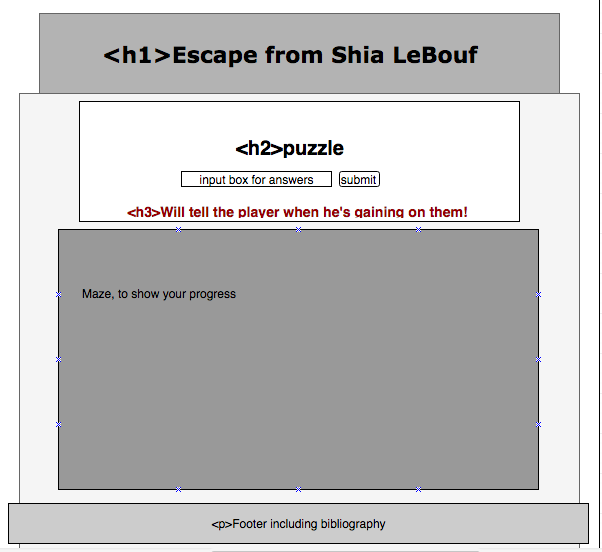 <h1>Escape from Shia LeBouf
<h2>puzzle
input box for answers
submit
<h3>Will tell the player when he's gaining on them!
Maze, to show your progress
<p>Footer including bibliography